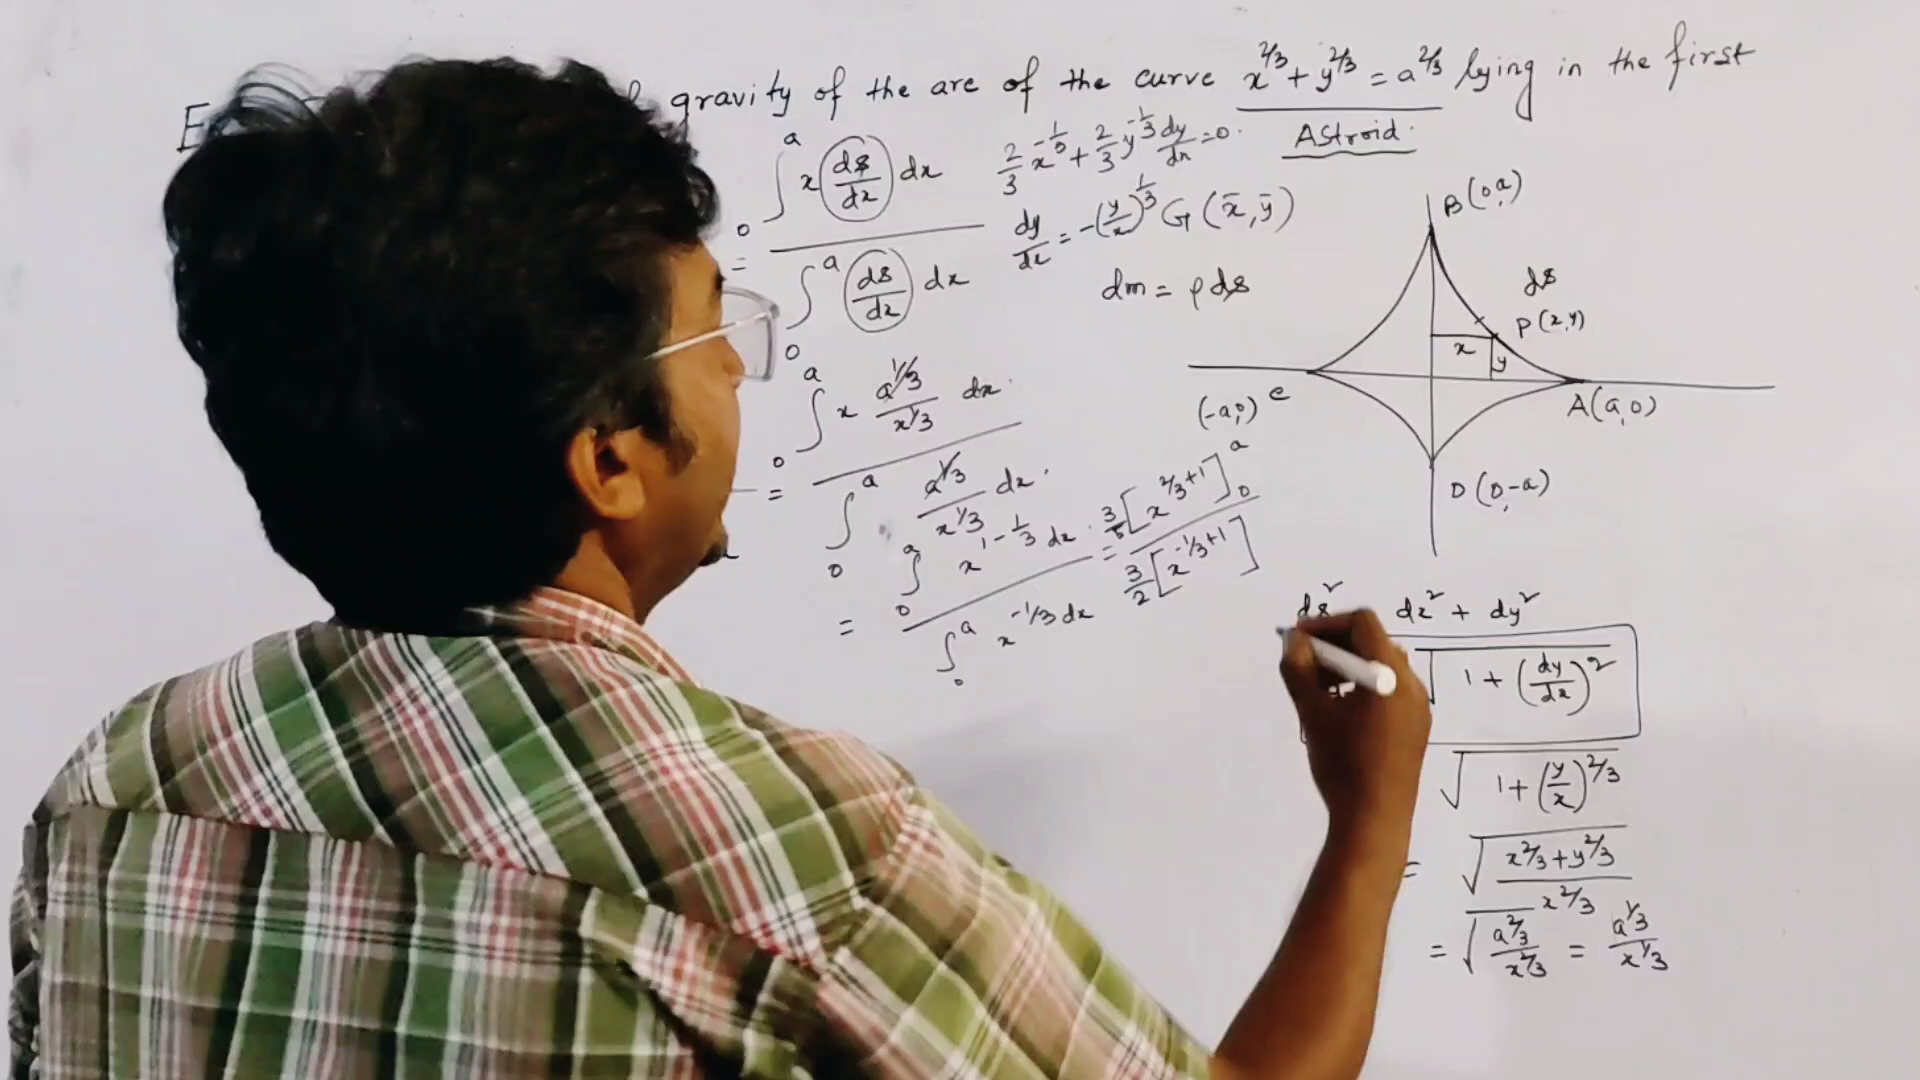 gravity of the arc of the curve x^2/3 + y^2/3 = a^2/3 lying in the first
Astroid.
= ∫_0^a x (ds/dx) dx / ∫_0^a (ds/dx) dx
2/3 x^-1/3 + 2/3 y^-1/3 dy/dx = 0.
dy/dx = -(y/x)^1/3
G (x̄, ȳ)
dm = ρ ds
B (0, a)
ds
P (x, y)
x
y
(-a, 0) C
A (a, 0)
D (0, -a)
= ∫_0^a x a^1/3/x^1/3 dx. / ∫_0^a a^1/3/x^1/3 dx.
= ∫_0^a x^1-1/3 dx. / ∫_0^a x^-1/3 dx = 3/5 [x^2/3+1]_0^a / 3/2 [x^-1/3+1]
ds² dx² + dy²
√1 + (dy/dx)²
√1 + (y/x)^2/3
= √x^2/3 + y^2/3 / x^2/3
= √a^2/3 / x^2/3 = a^1/3 / x^1/3